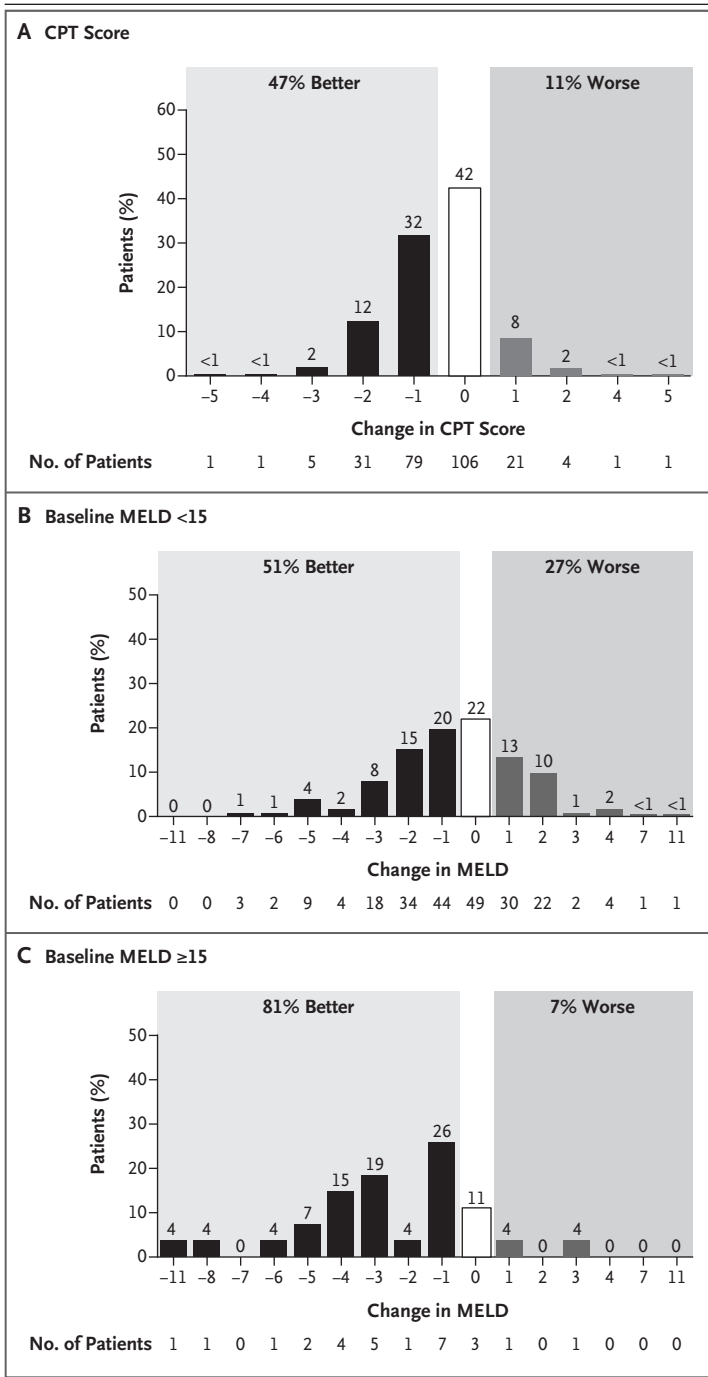 A CPT Score
47% Better 11% Worse
60
50
42
40
32
30
20
12
10
8
<1 <1 2 2 <1 <1
0
–5 –4 –3 –2 –1 0 1 2 4 5
Patients (%)
Change in CPT Score
No. of Patients 1 1 5 31 79 106 21 4 1 1
B Baseline MELD <15
51% Better 27% Worse
50
40
30
20 22
20
15
13
10
10
8
4
0 0 1 1 2 1 2 <1 <1
0
–11 –8 –7 –6 –5 –4 –3 –2 –1 0 1 2 3 4 7 11
Patients (%)
Change in MELD
No. of Patients 0 0 3 2 9 4 18 34 44 49 30 22 2 4 1 1
C Baseline MELD ≥15
81% Better 7% Worse
50
40
30
26
20
19
15
11
10
7
4 4 0 4 4 4 0 4 0 0 0
0
–11 –8 –7 –6 –5 –4 –3 –2 –1 0 1 2 3 4 7 11
Patients (%)
Change in MELD
No. of Patients 1 1 0 1 2 4 5 1 7 3 1 0 1 0 0 0